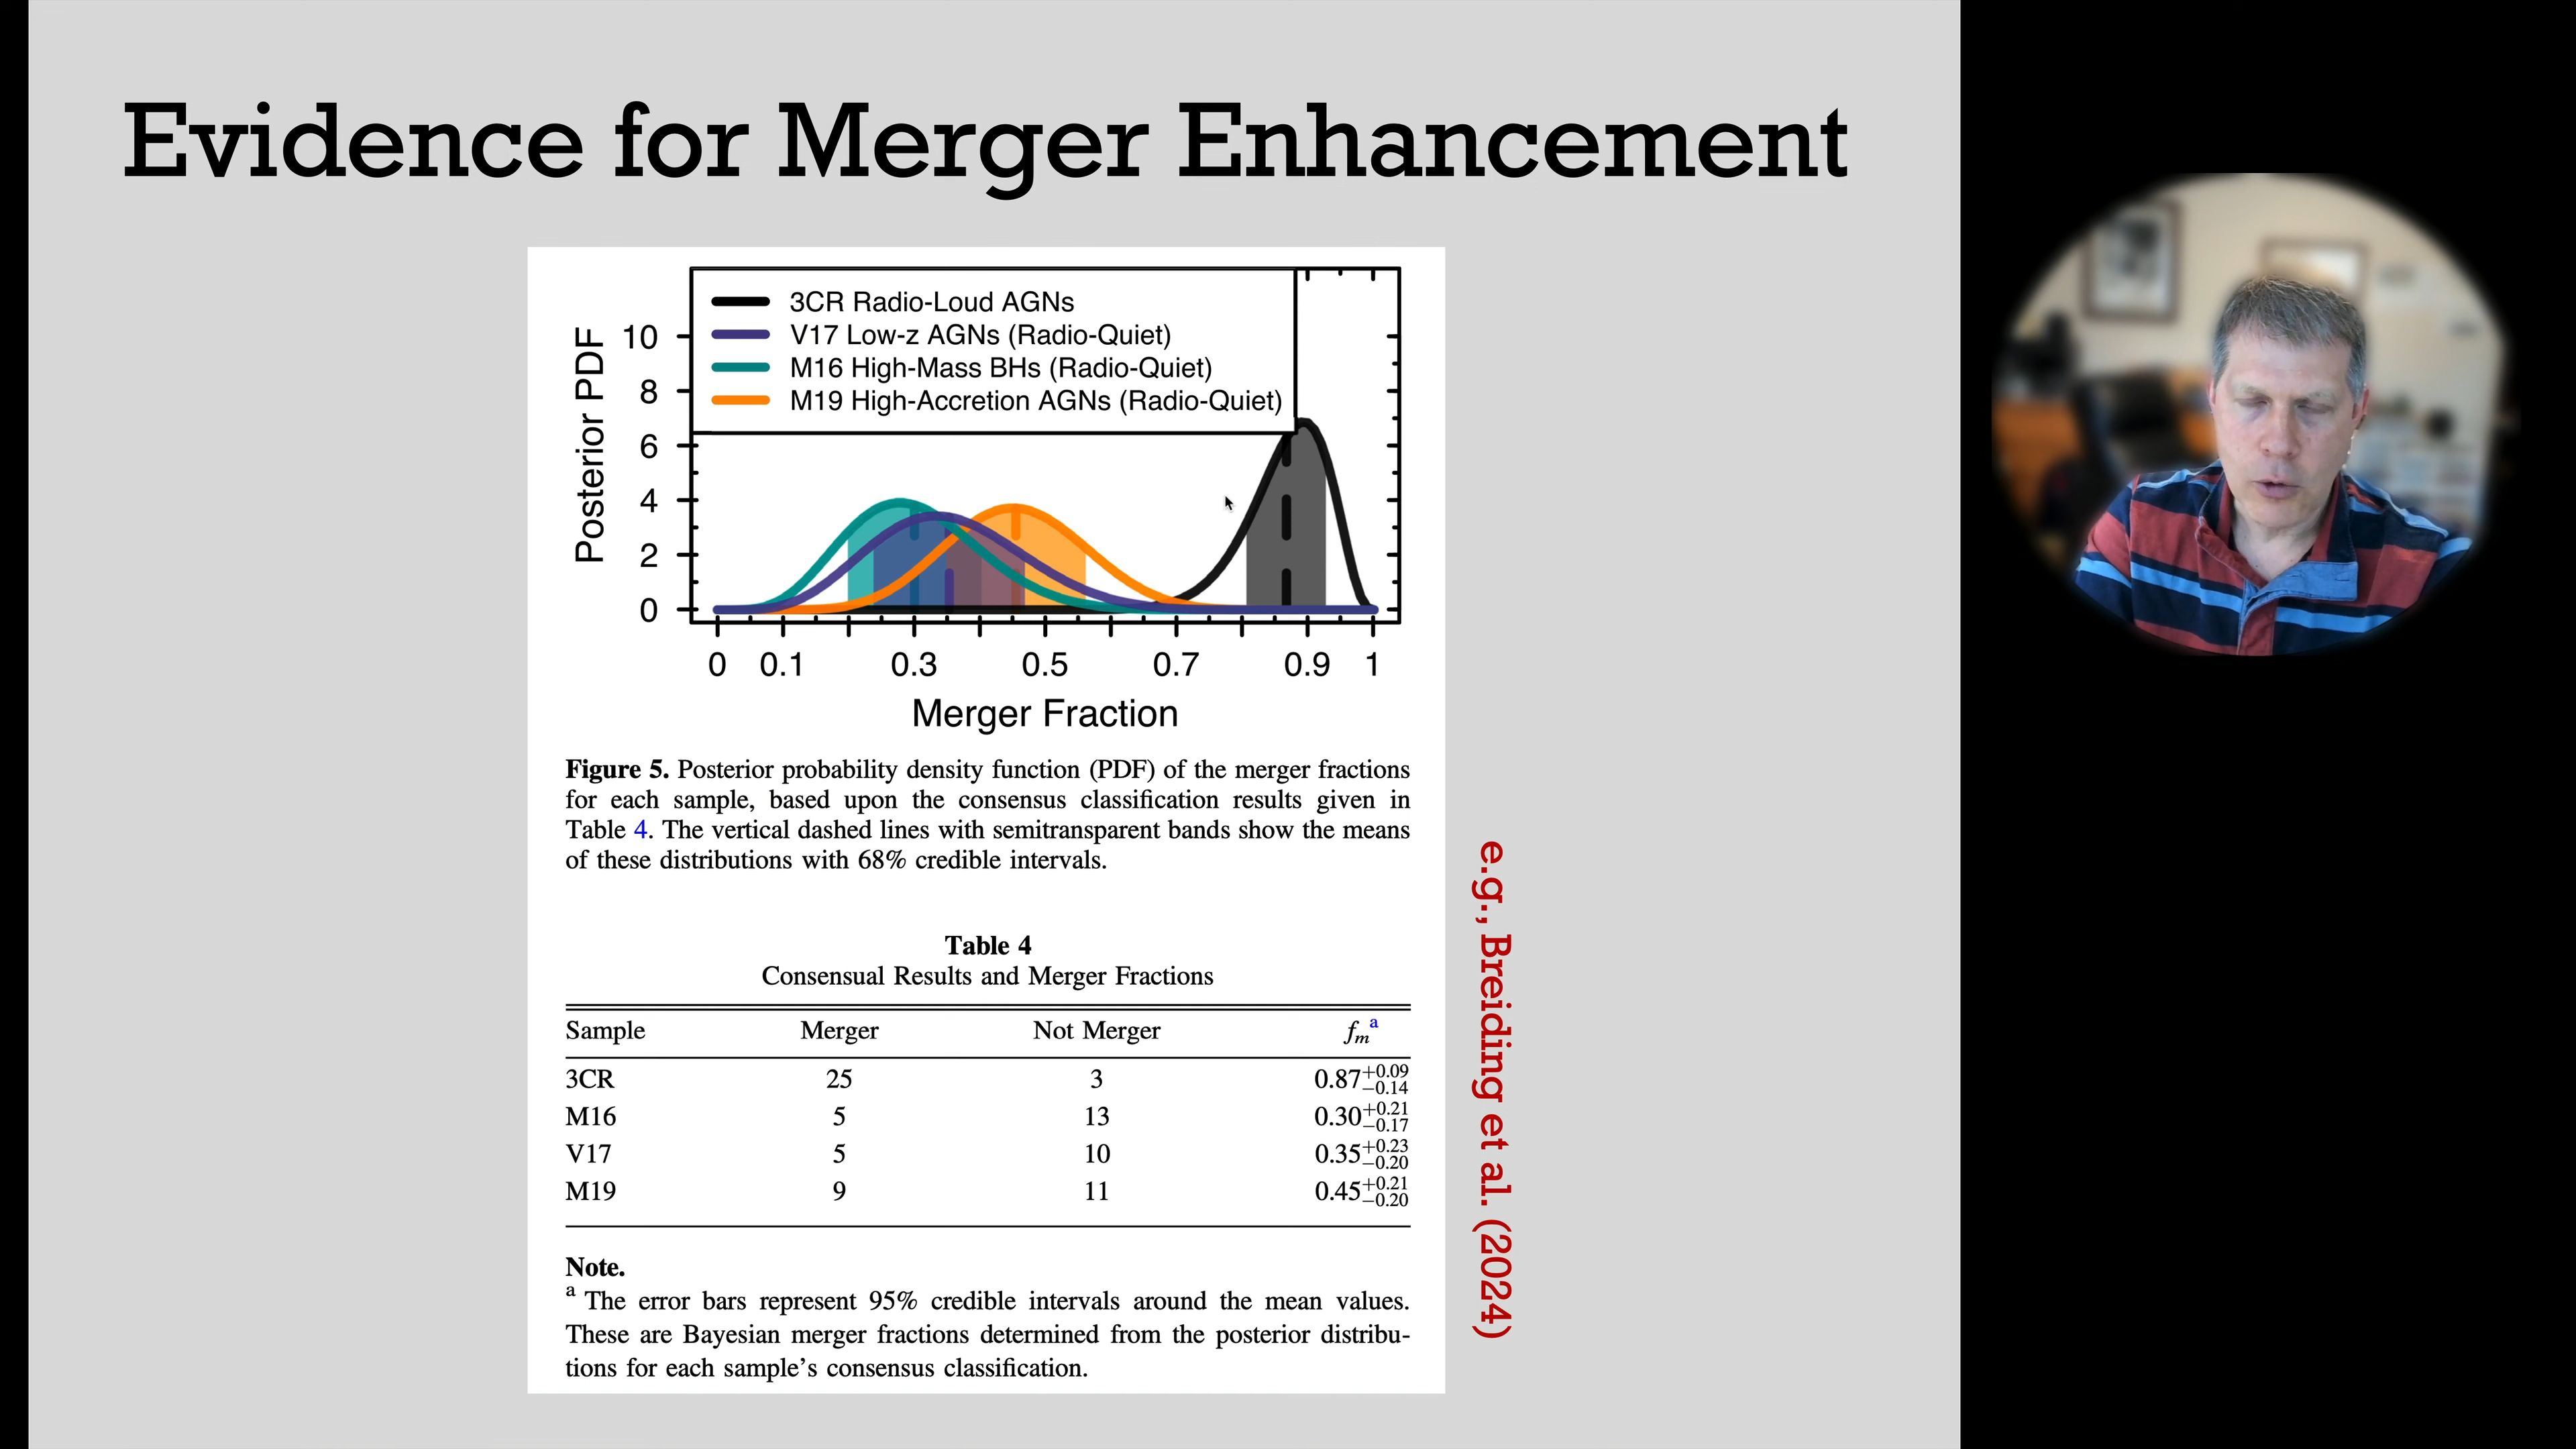 Evidence for Merger Enhancement
3CR Radio-Loud AGNs
V17 Low-z AGNs (Radio-Quiet)
M16 High-Mass BHs (Radio-Quiet)
M19 High-Accretion AGNs (Radio-Quiet)
Posterior PDF
10
8
6
4
2
0
0 0.1 0.3 0.5 0.7 0.9 1
Merger Fraction
Figure 5. Posterior probability density function (PDF) of the merger fractions
for each sample, based upon the consensus classification results given in
Table 4. The vertical dashed lines with semitransparent bands show the means
of these distributions with 68% credible intervals.
Table 4
Consensual Results and Merger Fractions
Sample Merger Not Merger fm a
3CR 25 3 0.87 +0.09 −0.14
M16 5 13 0.30 +0.21 −0.17
V17 5 10 0.35 +0.23 −0.20
M19 9 11 0.45 +0.21 −0.20
Note.
a The error bars represent 95% credible intervals around the mean values.
These are Bayesian merger fractions determined from the posterior distribu-
tions for each sample's consensus classification.
e.g., Breiding et al. (2024)